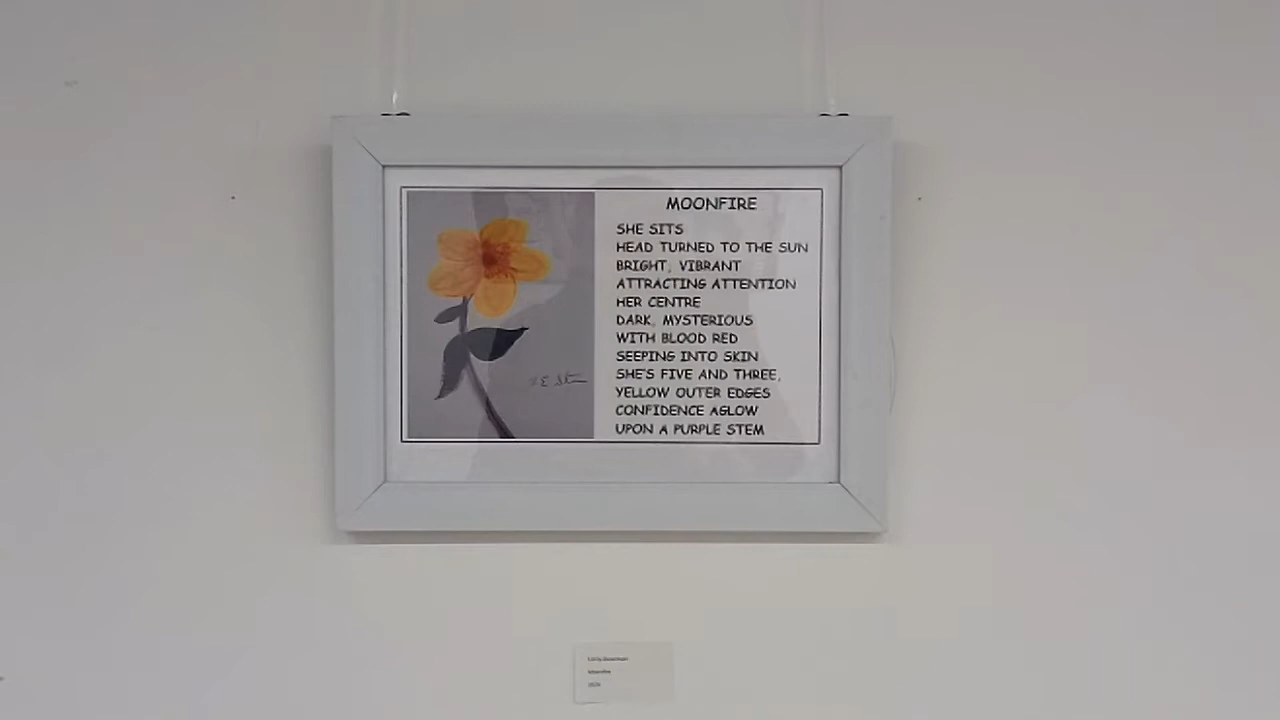 MOONFIRE
SHE SITS
HEAD TURNED TO THE SUN
BRIGHT, VIBRANT
ATTRACTING ATTENTION
HER CENTRE
DARK, MYSTERIOUS
WITH BLOOD RED
SEEPING INTO SKIN
SHE'S FIVE AND THREE,
YELLOW OUTER EDGES
CONFIDENCE AGLOW
UPON A PURPLE STEM
Moonfire